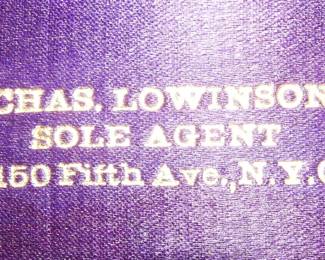 CHAS. LOWINSON
SOLE AGENT
150 Fifth Ave., N.Y.C